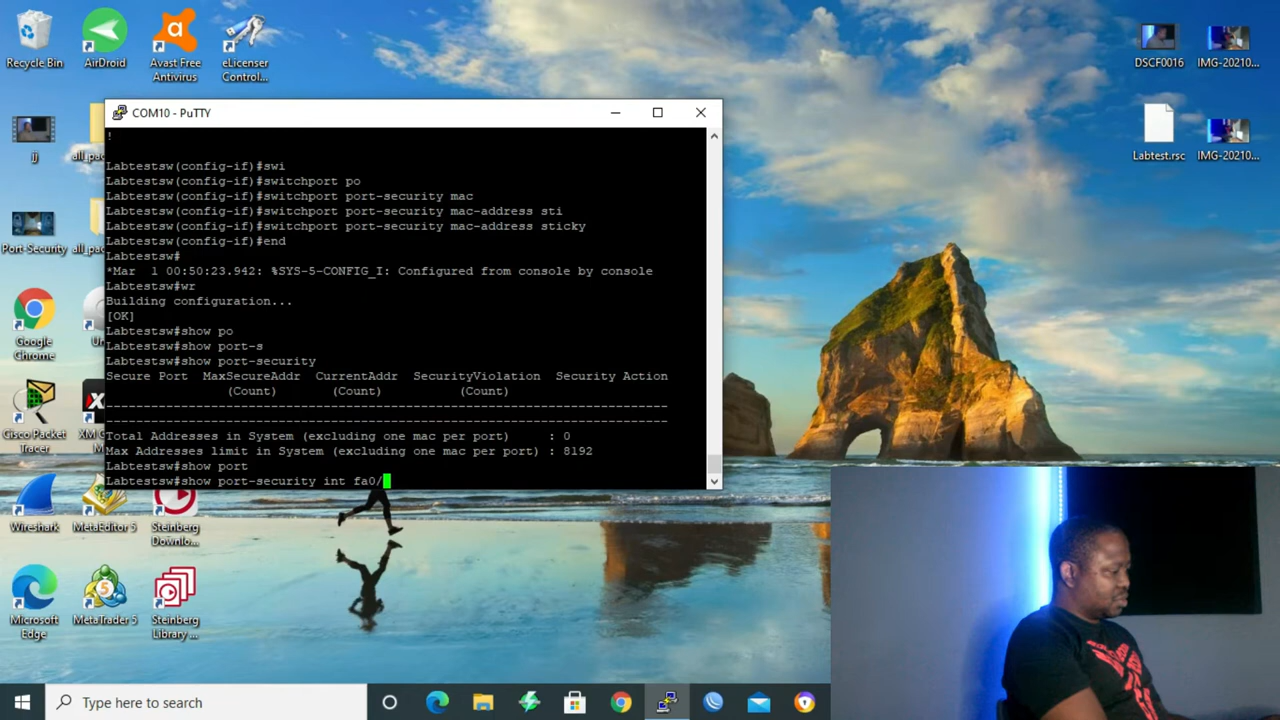 Recycle Bin
AirDroid
Avast Free
Antivirus
eLicenser
Control...
DSCF0016
IMG-20210...
jj
Labtest.rsc
IMG-20210...
Port-Security
Google
Chrome
Cisco Packet
Tracer
Wireshark
MetaEditor 5
Steinberg
Downlo...
Microsoft
Edge
MetaTrader 5
Steinberg
Library ...
COM10 - PuTTY
!
Labtestsw(config-if)#swi
Labtestsw(config-if)#switchport po
Labtestsw(config-if)#switchport port-security mac
Labtestsw(config-if)#switchport port-security mac-address sti
Labtestsw(config-if)#switchport port-security mac-address sticky
Labtestsw(config-if)#end
Labtestsw#
*Mar  1 00:50:23.942: %SYS-5-CONFIG_I: Configured from console by console
Labtestsw#wr
Building configuration...
[OK]
Labtestsw#show po
Labtestsw#show port-s
Labtestsw#show port-security
Secure Port  MaxSecureAddr  CurrentAddr  SecurityViolation  Security Action
(Count)       (Count)          (Count)
---------------------------------------------------------------------------
---------------------------------------------------------------------------
Total Addresses in System (excluding one mac per port)     : 0
Max Addresses limit in System (excluding one mac per port) : 8192
Labtestsw#show port
Labtestsw#show port-security int fa0/
Type here to search